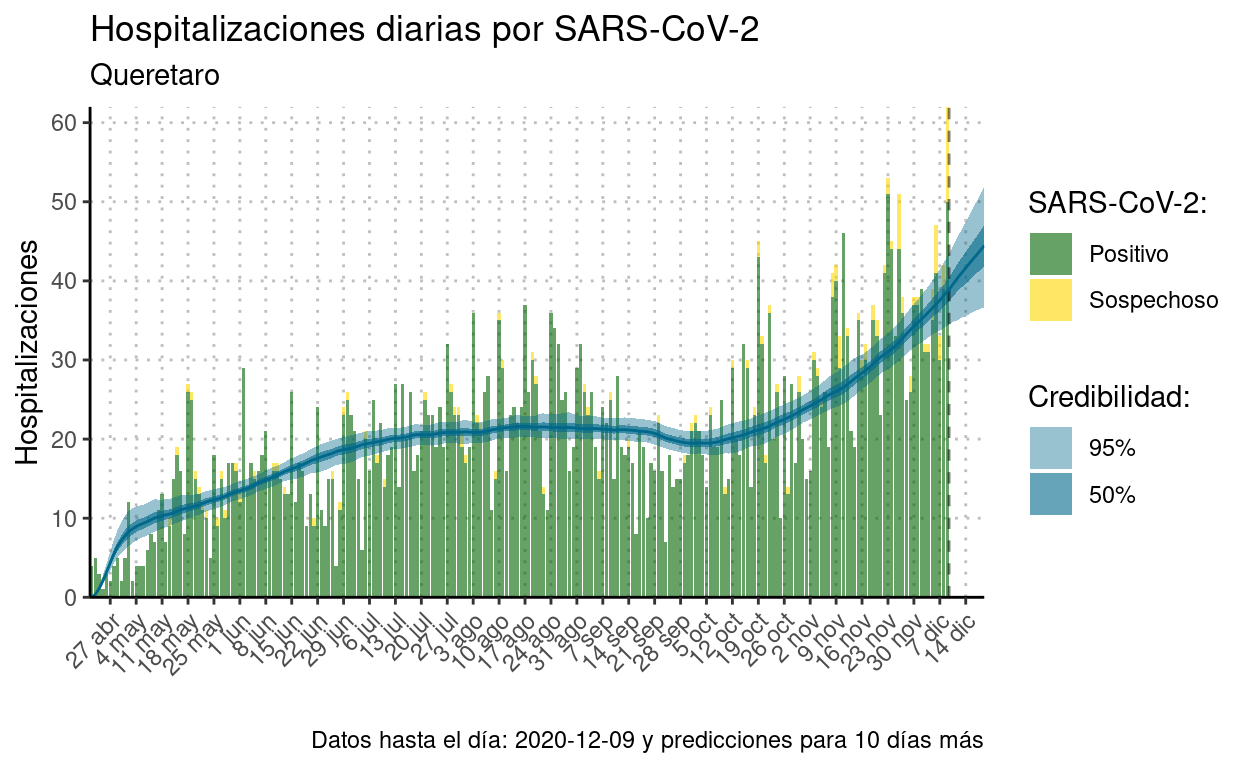 Hospitalizaciones diarias por SARS-CoV-2
Queretaro
Hospitalizaciones
60
50
40
30
20
10
0
27 abr
4 may
11 may
18 may
25 may
1 jun
8 jun
15 jun
22 jun
29 jun
6 jul
13 jul
20 jul
27 jul
3 ago
10 ago
17 ago
24 ago
31 ago
7 sep
14 sep
21 sep
28 sep
5 oct
12 oct
19 oct
26 oct
2 nov
9 nov
16 nov
23 nov
30 nov
7 dic
14 dic
SARS-CoV-2:
Positivo
Sospechoso
Credibilidad:
95%
50%
Datos hasta el día: 2020-12-09 y predicciones para 10 días más